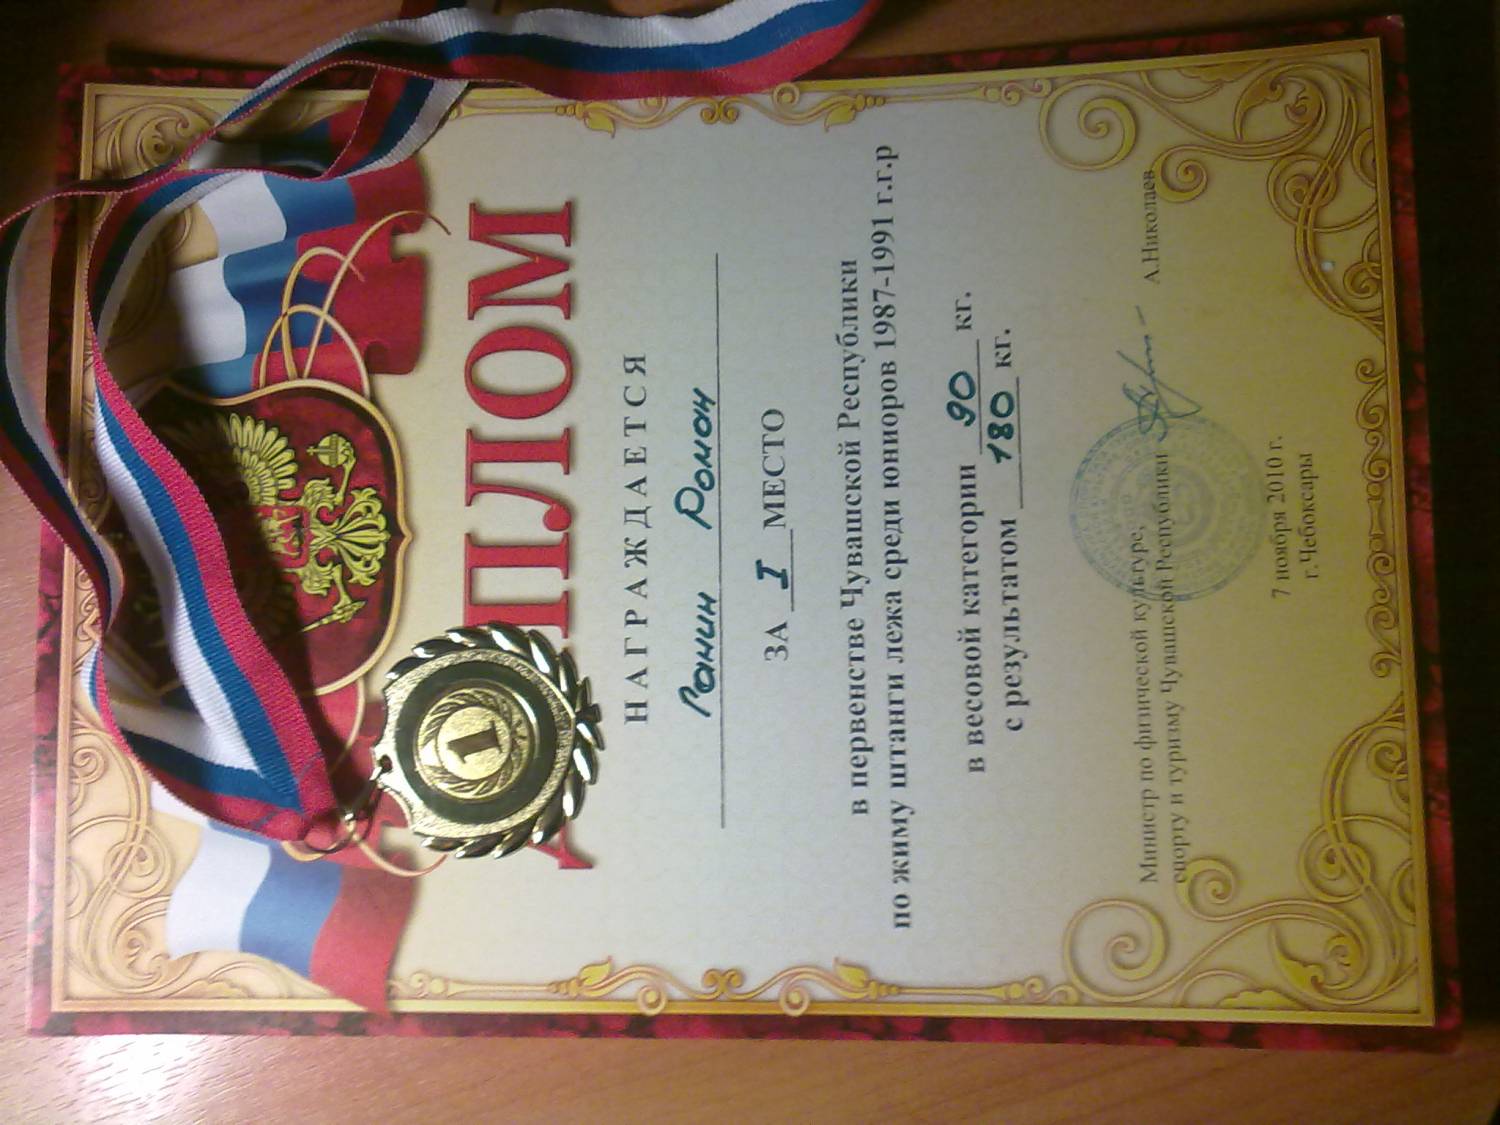 ДИПЛОМ
НАГРАЖДАЕТСЯ
Ганин Роман
ЗА I МЕСТО
в первенстве Чувашской Республики
по жиму штанги лежа среди юниоров 1987-1991 г.г.р
в весовой категории 90 кг.
с результатом 180 кг.
Министр по физической культуре,
спорту и туризму Чувашской Республики А.Николаев
7 ноября 2010 г.
г.Чебоксары
1